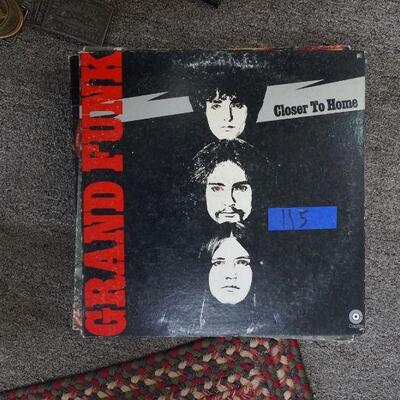 GRAND FUNK
Closer To Home
115